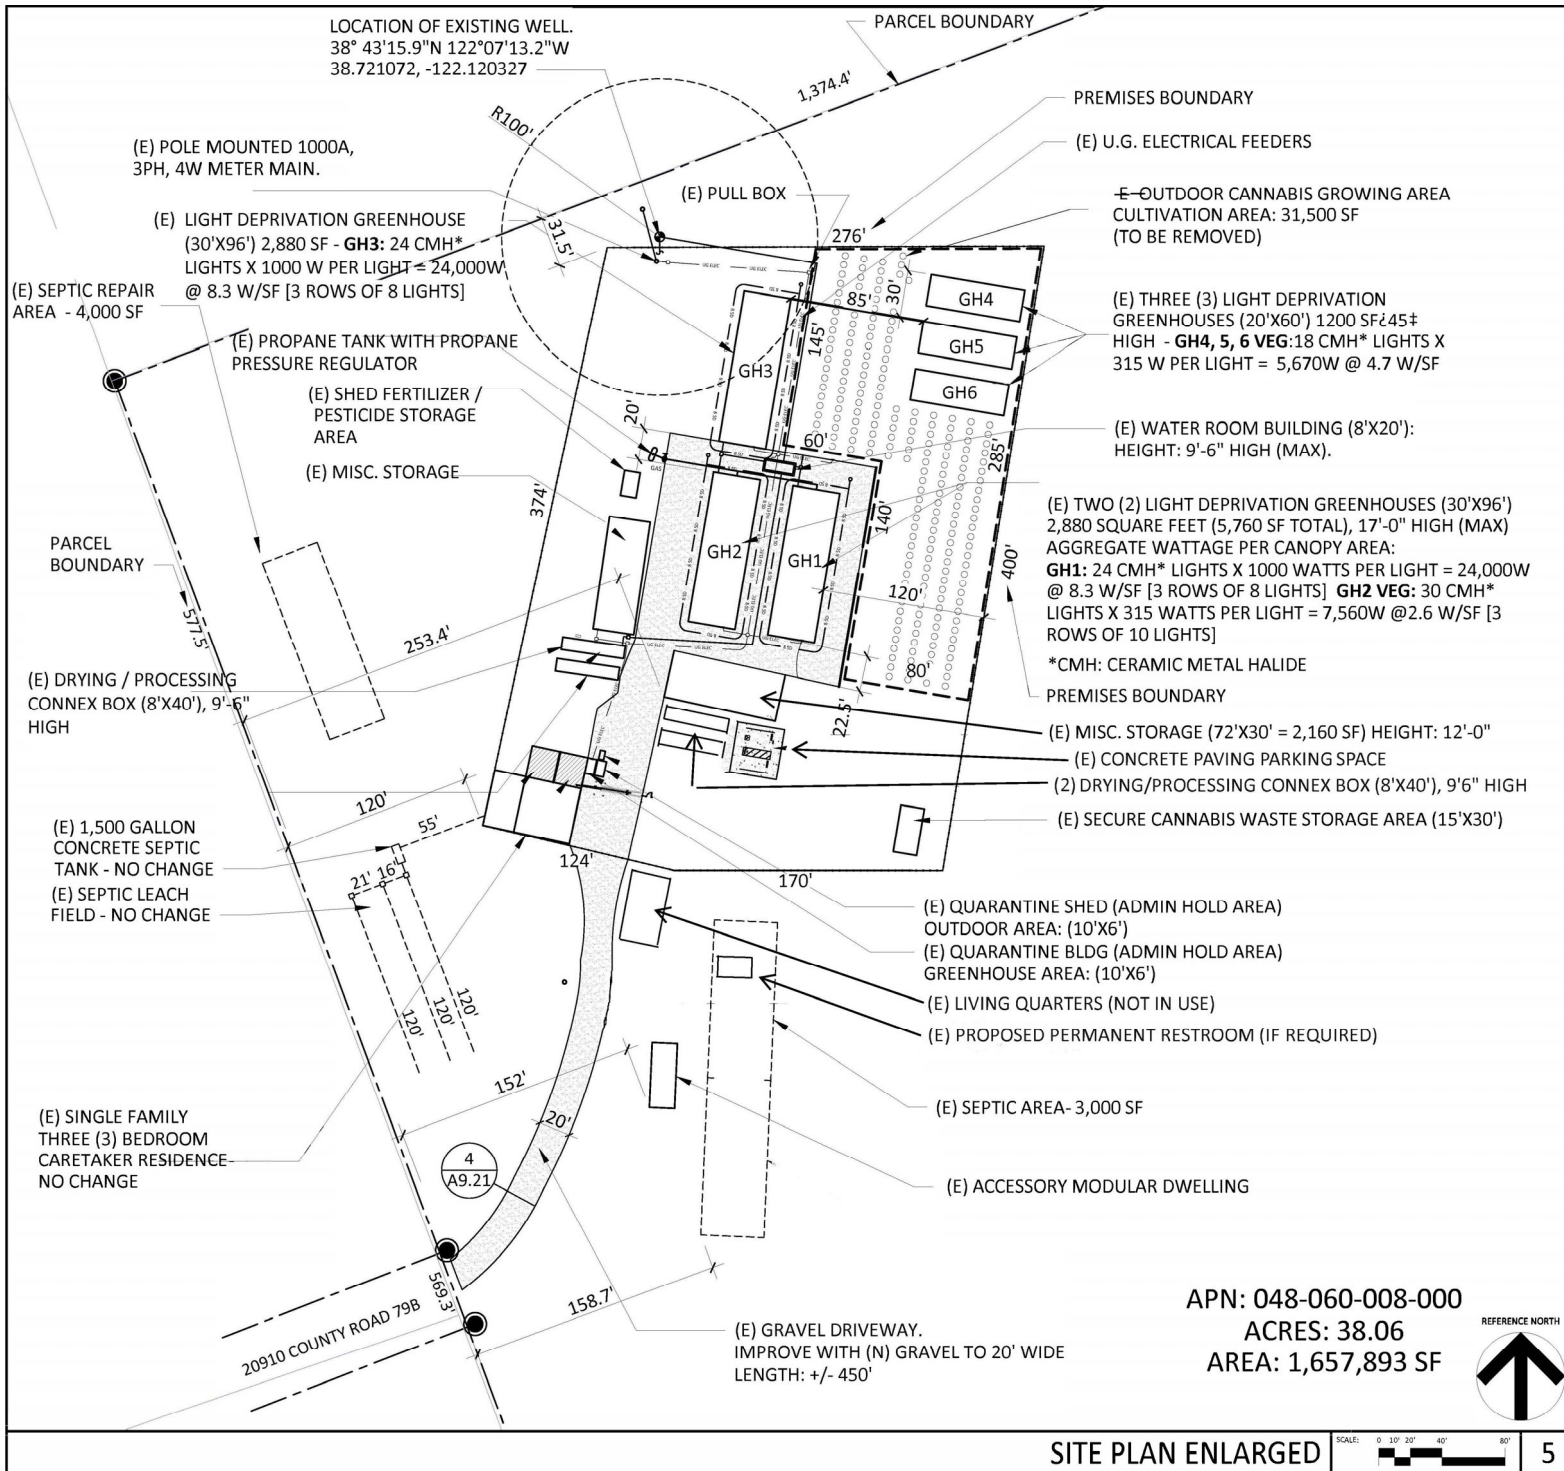 LOCATION OF EXISTING WELL.
38° 43'15.9"N 122°07'13.2"W
38.721072, -122.120327
PARCEL BOUNDARY
1,374.4'
R100'
PREMISES BOUNDARY
(E) U.G. ELECTRICAL FEEDERS
(E) POLE MOUNTED 1000A,
3PH, 4W METER MAIN.
(E) PULL BOX
E OUTDOOR CANNABIS GROWING AREA
CULTIVATION AREA: 31,500 SF
(TO BE REMOVED)
(E) LIGHT DEPRIVATION GREENHOUSE
(30'X96') 2,880 SF - GH3: 24 CMH*
LIGHTS X 1000 W PER LIGHT = 24,000W
@ 8.3 W/SF [3 ROWS OF 8 LIGHTS]
31.5'
276'
UG ELEC
UG ELEC
(E) SEPTIC REPAIR
AREA - 4,000 SF
85'
30'
GH4
145'
GH5
GH3
GH6
(E) THREE (3) LIGHT DEPRIVATION
GREENHOUSES (20'X60') 1200 SF¿45‡
HIGH - GH4, 5, 6 VEG:18 CMH* LIGHTS X
315 W PER LIGHT = 5,670W @ 4.7 W/SF
(E) PROPANE TANK WITH PROPANE
PRESSURE REGULATOR
(E) SHED FERTILIZER /
PESTICIDE STORAGE
AREA
20'
60'
GAS
(E) WATER ROOM BUILDING (8'X20'):
HEIGHT: 9'-6" HIGH (MAX).
(E) MISC. STORAGE
374'
285'
140'
400'
GH2
GH1
120'
(E) TWO (2) LIGHT DEPRIVATION GREENHOUSES (30'X96')
2,880 SQUARE FEET (5,760 SF TOTAL), 17'-0" HIGH (MAX)
AGGREGATE WATTAGE PER CANOPY AREA:
GH1: 24 CMH* LIGHTS X 1000 WATTS PER LIGHT = 24,000W
@ 8.3 W/SF [3 ROWS OF 8 LIGHTS] GH2 VEG: 30 CMH*
LIGHTS X 315 WATTS PER LIGHT = 7,560W @2.6 W/SF [3
ROWS OF 10 LIGHTS]
*CMH: CERAMIC METAL HALIDE
PARCEL
BOUNDARY
577.5'
253.4'
UG ELEC
80'
PREMISES BOUNDARY
22.5'
(E) DRYING / PROCESSING
CONNEX BOX (8'X40'), 9'-6"
HIGH
(E) MISC. STORAGE (72'X30' = 2,160 SF) HEIGHT: 12'-0"
(E) CONCRETE PAVING PARKING SPACE
(2) DRYING/PROCESSING CONNEX BOX (8'X40'), 9'6" HIGH
(E) SECURE CANNABIS WASTE STORAGE AREA (15'X30')
120'
55'
(E) 1,500 GALLON
CONCRETE SEPTIC
TANK - NO CHANGE
(E) SEPTIC LEACH
FIELD - NO CHANGE
21' 16'
124'
170'
(E) QUARANTINE SHED (ADMIN HOLD AREA)
OUTDOOR AREA: (10'X6')
(E) QUARANTINE BLDG (ADMIN HOLD AREA)
GREENHOUSE AREA: (10'X6')
(E) LIVING QUARTERS (NOT IN USE)
(E) PROPOSED PERMANENT RESTROOM (IF REQUIRED)
120'
120'
120'
152'
20'
(E) SINGLE FAMILY
THREE (3) BEDROOM
CARETAKER RESIDENCE-
NO CHANGE
(E) SEPTIC AREA- 3,000 SF
4
A9.21
(E) ACCESSORY MODULAR DWELLING
569.3'
158.7'
20910 COUNTY ROAD 79B
(E) GRAVEL DRIVEWAY.
IMPROVE WITH (N) GRAVEL TO 20' WIDE
LENGTH: +/- 450'
APN: 048-060-008-000
ACRES: 38.06
AREA: 1,657,893 SF
REFERENCE NORTH
SITE PLAN ENLARGED
SCALE:
0 10' 20' 40' 80'
5